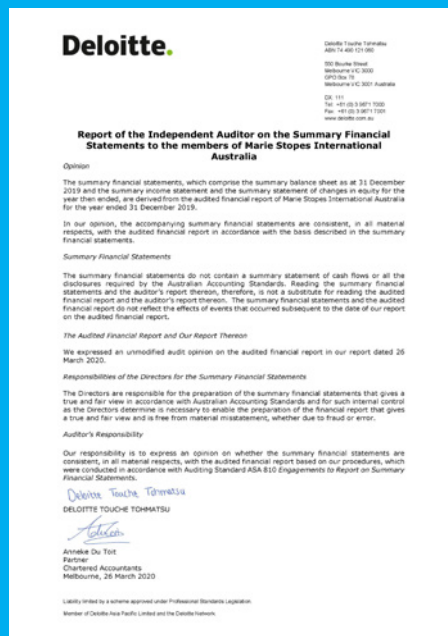 Deloitte.
Deloitte Touche Tohmatsu
ABN 74 490 121 060
550 Bourke Street
Melbourne VIC 3000
GPO Box 78
Melbourne VIC 3001 Australia
DX: 111
Tel: +61 (0) 3 9671 7000
Fax: +61 (0) 3 9671 7001
www.deloitte.com.au
Report of the Independent Auditor on the Summary Financial
Statements to the members of Marie Stopes International
Australia
Opinion
The summary financial statements, which comprise the summary balance sheet as at 31 December
2019 and the summary income statement and the summary statement of changes in equity for the
year then ended, are derived from the audited financial report of Marie Stopes International Australia
for the year ended 31 December 2019.
In our opinion, the accompanying summary financial statements are consistent, in all material
respects, with the audited financial report in accordance with the basis described in the summary
financial statements.
Summary Financial Statements
The summary financial statements do not contain a summary statement of cash flows or all the
disclosures required by the Australian Accounting Standards. Reading the summary financial
statements and the auditor's report thereon, therefore, is not a substitute for reading the audited
financial report and the auditor's report thereon. The summary financial statements and the audited
financial report do not reflect the effects of events that occurred subsequent to the date of our report
on the audited financial report.
The Audited Financial Report and Our Report Thereon
We expressed an unmodified audit opinion on the audited financial report in our report dated 26
March 2020.
Responsibilities of the Directors for the Summary Financial Statements
The Directors are responsible for the preparation of the summary financial statements that gives a
true and fair view in accordance with Australian Accounting Standards and for such internal control
as the Directors determine is necessary to enable the preparation of the financial report that gives
a true and fair view and is free from material misstatement, whether due to fraud or error.
Auditor's Responsibility
Our responsibility is to express an opinion on whether the summary financial statements are
consistent, in all material respects, with the audited financial report based on our procedures, which
were conducted in accordance with Auditing Standard ASA 810 Engagements to Report on Summary
Financial Statements.
Deloitte Touche Tohmatsu
DELOITTE TOUCHE TOHMATSU
Anneke Du Toit
Partner
Chartered Accountants
Melbourne, 26 March 2020
Liability limited by a scheme approved under Professional Standards Legislation.
Member of Deloitte Asia Pacific Limited and the Deloitte Network.